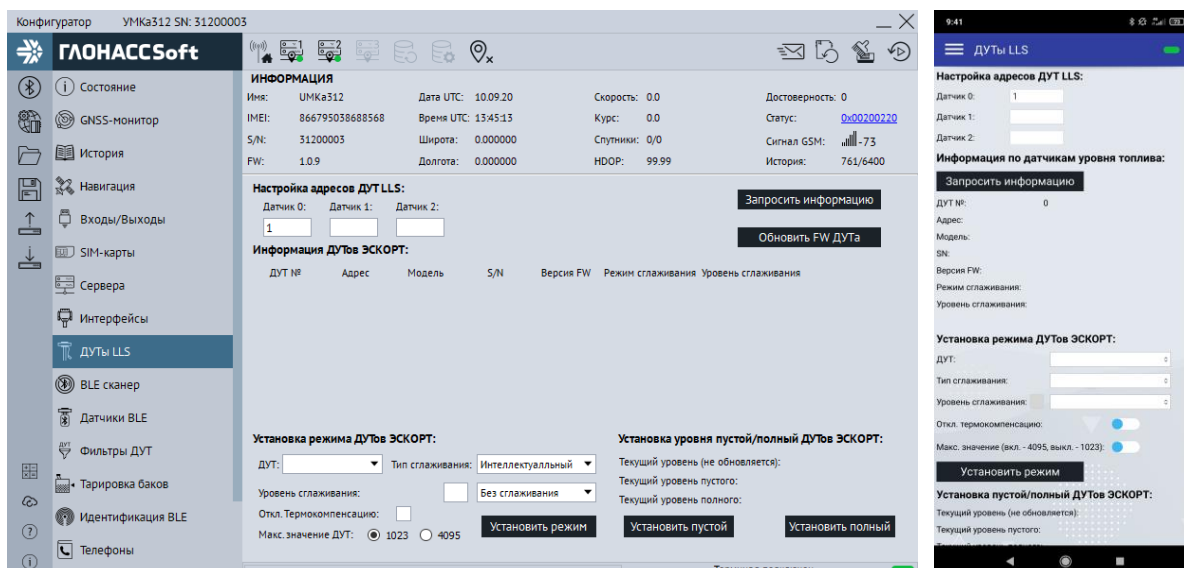 Конфигуратор УМКа312 SN: 31200003
ГЛОНАССSoft
Состояние
GNSS-монитор
История
Навигация
Входы/Выходы
SIM-карты
Сервера
Интерфейсы
ДУТы LLS
BLE сканер
Датчики BLE
Фильтры ДУТ
Тарировка баков
Идентификация BLE
Телефоны
ИНФОРМАЦИЯ
Имя: УМКа312 Дата UTC: 10.09.20 Скорость: 0.0 Достоверность: 0
IMEI: 866795038688568 Время UTC: 13:45:13 Курс: 0.0 Статус: 0x00200220
S/N: 31200003 Широта: 0.000000 Спутники: 0/0 Сигнал GSM: -73
FW: 1.0.9 Долгота: 0.000000 HDOP: 99.99 История: 761/6400
Настройка адресов ДУТ LLS:
Датчик 0: Датчик 1: Датчик 2:
1
Запросить информацию
Обновить FW ДУТа
Информация ДУТов ЭСКОРТ:
ДУТ № Адрес Модель S/N Версия FW Режим сглаживания Уровень сглаживания
Установка режима ДУТов ЭСКОРТ:
ДУТ: Тип сглаживания: Интеллектуалльный
Уровень сглаживания: Без сглаживания
Откл. Термокомпенсацию:
Макс. значение ДУТ: 1023 4095 Установить режим
Установка уровня пустой/полный ДУТов ЭСКОРТ:
Текущий уровень (не обновляется):
Текущий уровень пустого:
Текущий уровень полного:
Установить пустой Установить полный
9:41
ДУТы LLS
Настройка адресов ДУТ LLS:
Датчик 0: 1
Датчик 1:
Датчик 2:
Информация по датчикам уровня топлива:
Запросить информацию
ДУТ №: 0
Адрес:
Модель:
SN:
Версия FW:
Режим сглаживания:
Уровень сглаживания:
Установка режима ДУТов ЭСКОРТ:
ДУТ:
Тип сглаживания:
Уровень сглаживания:
Откл. термокомпенсацию:
Макс. значение (вкл. - 4095, выкл. - 1023):
Установить режим
Установка пустой/полный ДУТов ЭСКОРТ:
Текущий уровень (не обновляется):
Текущий уровень пустого: